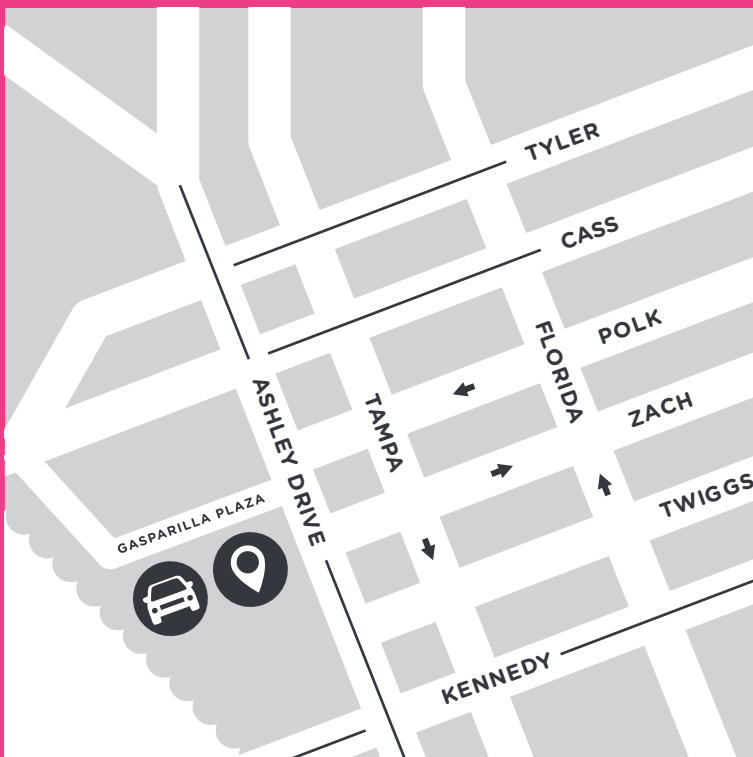 TYLER
CASS
POLK
FLORIDA
ZACH
ASHLEY DRIVE
TAMPA
TWIGGS
GASPARILLA PLAZA
KENNEDY